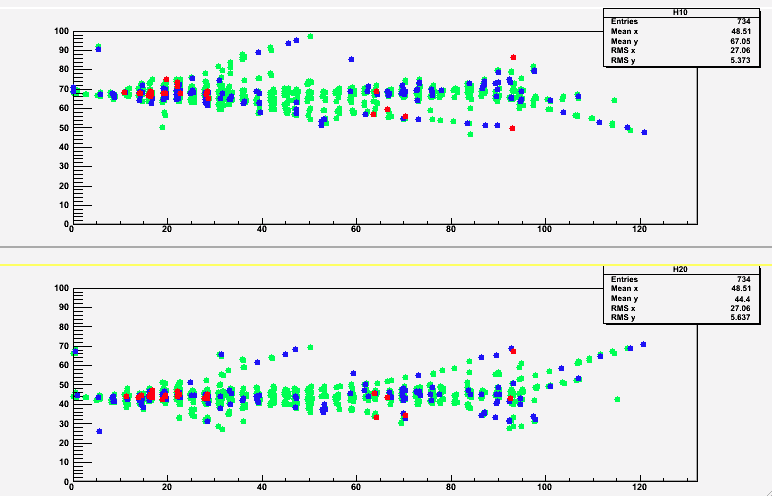 H10
Entries 734
Mean x 48.51
Mean y 67.05
RMS x 27.06
RMS y 5.373
100
90
80
70
60
50
40
30
20
10
0
0 20 40 60 80 100 120
H20
Entries 734
Mean x 48.51
Mean y 44.4
RMS x 27.06
RMS y 5.637
100
90
80
70
60
50
40
30
20
10
0
0 20 40 60 80 100 120